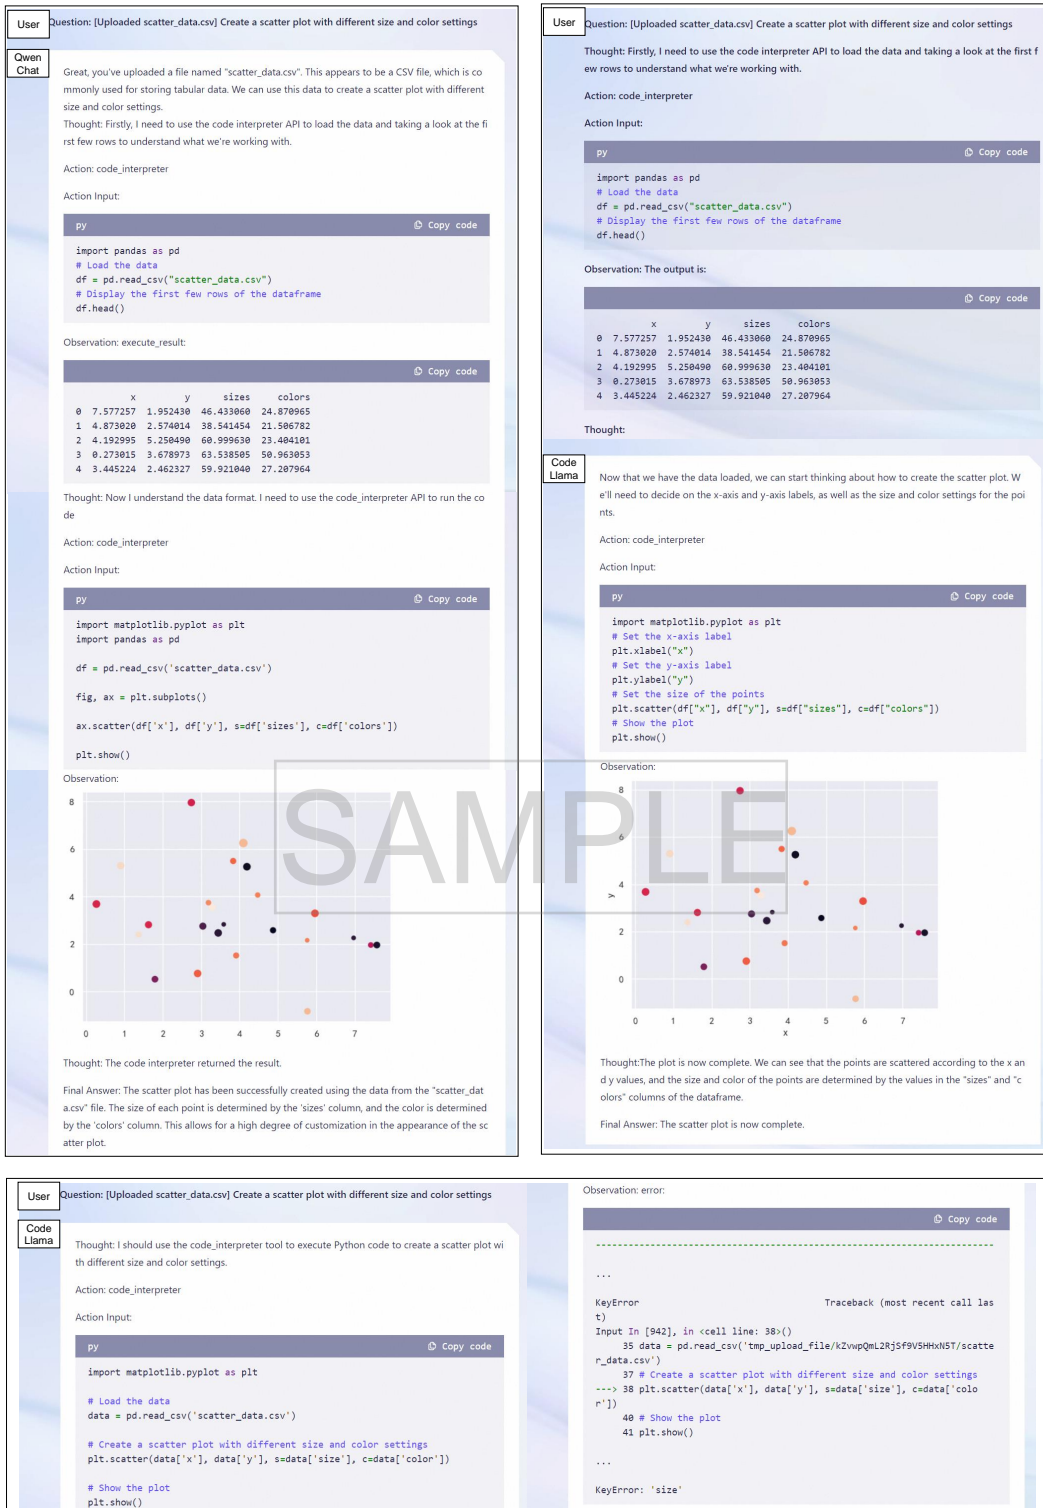 User
Question: [Uploaded scatter_data.csv] Create a scatter plot with different size and color settings
Qwen
Chat
Great, you've uploaded a file named "scatter_data.csv". This appears to be a CSV file, which is co
mmonly used for storing tabular data. We can use this data to create a scatter plot with different
size and color settings.
Thought: Firstly, I need to use the code interpreter API to load the data and taking a look at the fi
rst few rows to understand what we're working with.
Action: code_interpreter
Action Input:
py
Copy code
import pandas as pd
# Load the data
df = pd.read_csv("scatter_data.csv")
# Display the first few rows of the dataframe
df.head()
Observation: execute_result:
Copy code
x y sizes colors
0 7.577257 1.952430 46.433060 24.870965
1 4.873020 2.574014 38.541454 21.506782
2 4.192995 5.250490 60.999630 23.404101
3 0.273015 3.678973 63.538505 50.963053
4 3.445224 2.462327 59.921040 27.207964
Thought: Now I understand the data format. I need to use the code_interpreter API to run the co
de
Action: code_interpreter
Action Input:
py
Copy code
import matplotlib.pyplot as plt
import pandas as pd
df = pd.read_csv('scatter_data.csv')
fig, ax = plt.subplots()
ax.scatter(df['x'], df['y'], s=df['sizes'], c=df['colors'])
plt.show()
Observation:
8
6
4
2
0
0 1 2 3 4 5 6 7
Thought: The code interpreter returned the result.
Final Answer: The scatter plot has been successfully created using the data from the "scatter_dat
a.csv" file. The size of each point is determined by the 'sizes' column, and the color is determined
by the 'colors' column. This allows for a high degree of customization in the appearance of the sc
atter plot.
User
Question: [Uploaded scatter_data.csv] Create a scatter plot with different size and color settings
Thought: Firstly, I need to use the code interpreter API to load the data and taking a look at the first f
ew rows to understand what we're working with.
Action: code_interpreter
Action Input:
py
Copy code
import pandas as pd
# Load the data
df = pd.read_csv("scatter_data.csv")
# Display the first few rows of the dataframe
df.head()
Observation: The output is:
Copy code
x y sizes colors
0 7.577257 1.952430 46.433060 24.870965
1 4.873020 2.574014 38.541454 21.506782
2 4.192995 5.250490 60.999630 23.404101
3 0.273015 3.678973 63.538505 50.963053
4 3.445224 2.462327 59.921040 27.207964
Thought:
Code
Llama
Now that we have the data loaded, we can start thinking about how to create the scatter plot. W
e'll need to decide on the x-axis and y-axis labels, as well as the size and color settings for the poi
nts.
Action: code_interpreter
Action Input:
py
Copy code
import matplotlib.pyplot as plt
# Set the x-axis label
plt.xlabel("x")
# Set the y-axis label
plt.ylabel("y")
# Set the size of the points
plt.scatter(df["x"], df["y"], s=df["sizes"], c=df["colors"])
# Show the plot
plt.show()
Observation:
8
6
4
2
0
y
0 1 2 3 4 5 6 7
x
Thought:The plot is now complete. We can see that the points are scattered according to the x an
d y values, and the size and color of the points are determined by the values in the "sizes" and "c
olors" columns of the dataframe.
Final Answer: The scatter plot is now complete.
SAMPLE
User
Question: [Uploaded scatter_data.csv] Create a scatter plot with different size and color settings
Code
Llama
Thought: I should use the code_interpreter tool to execute Python code to create a scatter plot wi
th different size and color settings.
Action: code_interpreter
Action Input:
py
Copy code
import matplotlib.pyplot as plt
# Load the data
data = pd.read_csv('scatter_data.csv')
# Create a scatter plot with different size and color settings
plt.scatter(data['x'], data['y'], s=data['size'], c=data['color'])
# Show the plot
plt.show()
Observation: error:
Copy code
---------------------------------------------------------------------------
...
KeyError Traceback (most recent call las
t)
Input In [942], in <cell line: 38>()
35 data = pd.read_csv('tmp_upload_file/kZvwpQmL2RjSf9V5HHxN5T/scatte
r_data.csv')
37 # Create a scatter plot with different size and color settings
---> 38 plt.scatter(data['x'], data['y'], s=data['size'], c=data['colo
r'])
40 # Show the plot
41 plt.show()
...
KeyError: 'size'